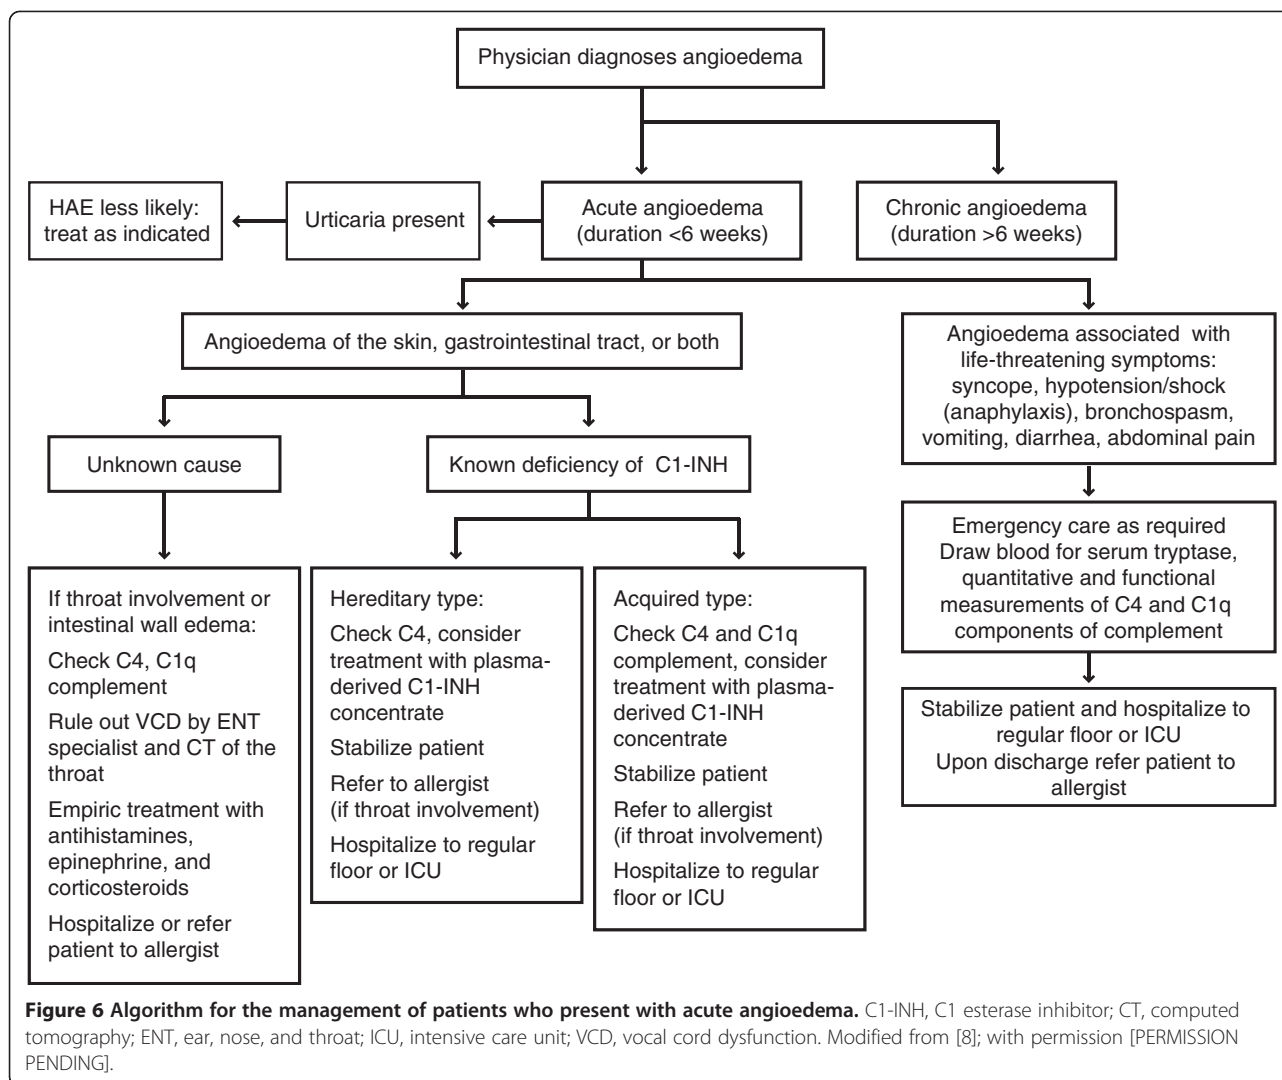 Physician diagnoses angioedema
HAE less likely:
treat as indicated
Urticaria present
Acute angioedema
(duration <6 weeks)
Chronic angioedema
(duration >6 weeks)
Angioedema of the skin, gastrointestinal tract, or both
Angioedema associated with
life-threatening symptoms:
syncope, hypotension/shock
(anaphylaxis), bronchospasm,
vomiting, diarrhea, abdominal pain
Unknown cause
Known deficiency of C1-INH
Emergency care as required
Draw blood for serum tryptase,
quantitative and functional
measurements of C4 and C1q
components of complement
If throat involvement or
intestinal wall edema:
Check C4, C1q
complement
Rule out VCD by ENT
specialist and CT of the
throat
Empiric treatment with
antihistamines,
epinephrine, and
corticosteroids
Hospitalize or refer
patient to allergist
Hereditary type:
Check C4, consider
treatment with plasma-
derived C1-INH
concentrate
Stabilize patient
Refer to allergist
(if throat involvement)
Hospitalize to regular
floor or ICU
Acquired type:
Check C4 and C1q
complement, consider
treatment with plasma-
derived C1-INH
concentrate
Stabilize patient
Refer to allergist
(if throat involvement)
Hospitalize to regular
floor or ICU
Stabilize patient and hospitalize to
regular floor or ICU
Upon discharge refer patient to
allergist
Figure 6 Algorithm for the management of patients who present with acute angioedema. C1-INH, C1 esterase inhibitor; CT, computed
tomography; ENT, ear, nose, and throat; ICU, intensive care unit; VCD, vocal cord dysfunction. Modified from [8]; with permission [PERMISSION
PENDING].